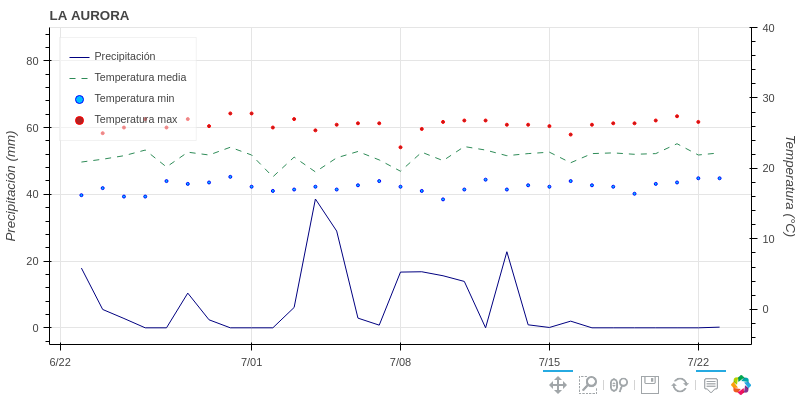 LA AURORA
Precipitación
Temperatura media
Temperatura min
Temperatura max
Precipitación (mm)
80
60
40
20
0
Temperatura (°C)
40
30
20
10
0
6/22
7/01
7/08
7/15
7/22